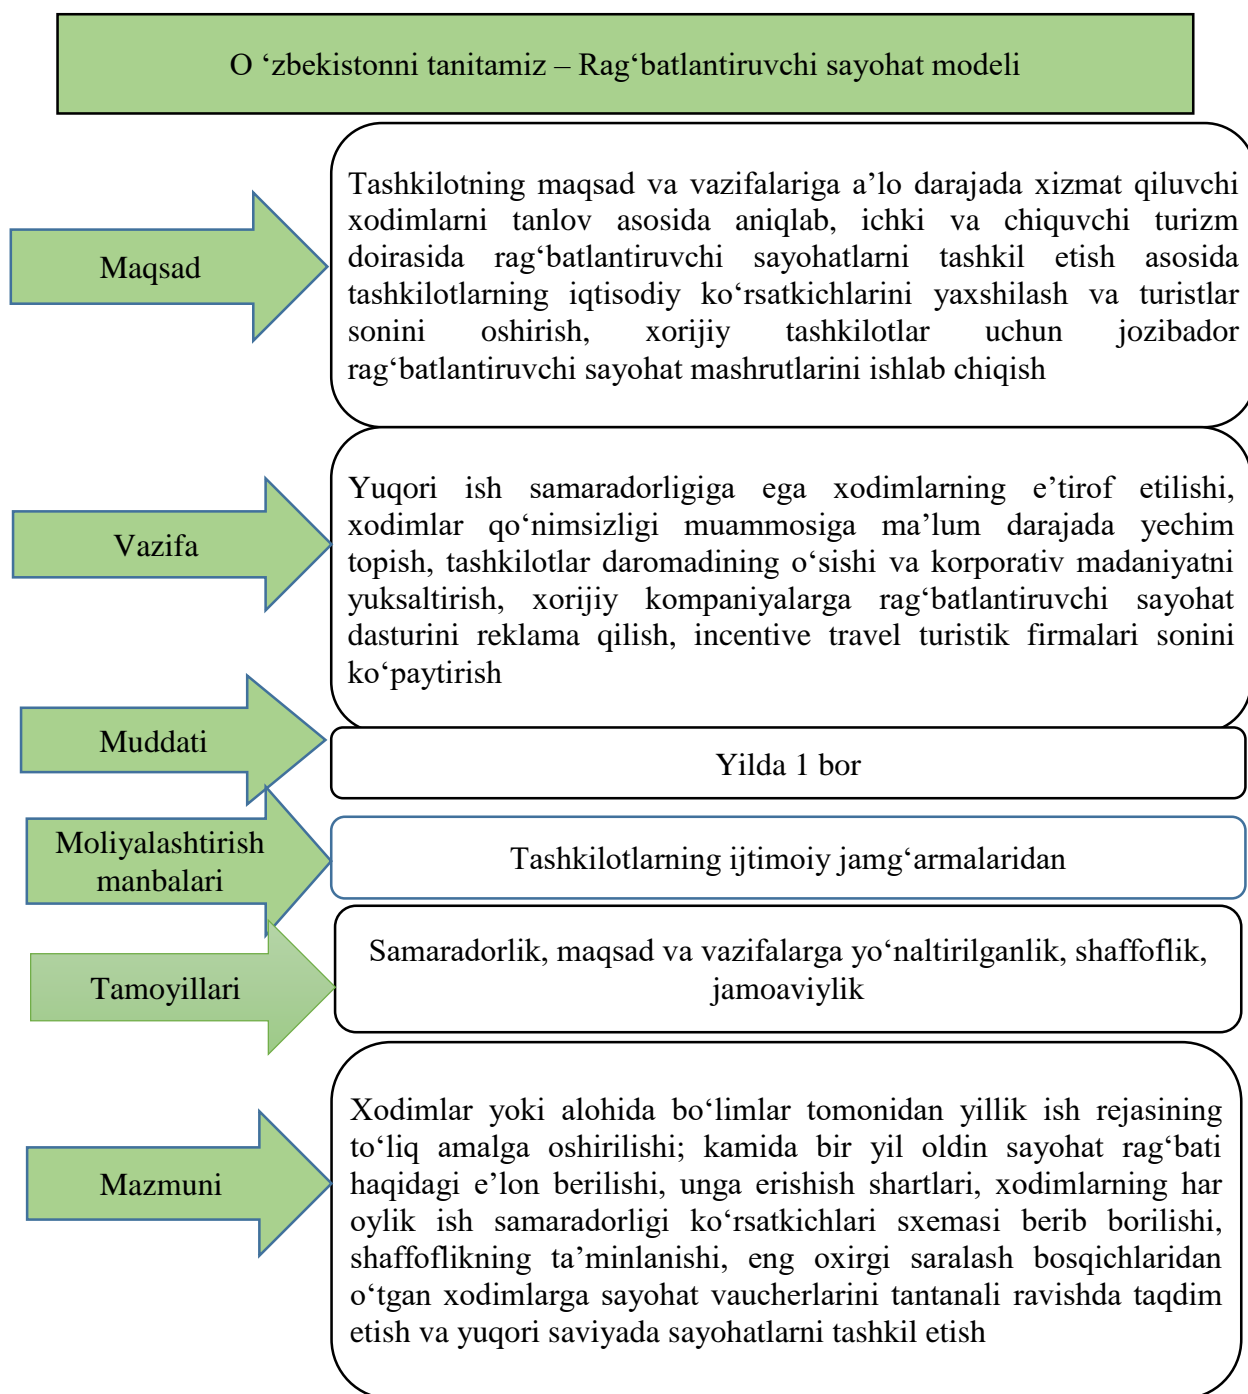 O ‘zbekistonni tanitamiz – Rag‘batlantiruvchi sayohat modeli
Maqsad
Tashkilotning maqsad va vazifalariga a’lo darajada xizmat qiluvchi
xodimlarni tanlov asosida aniqlab, ichki va chiquvchi turizm
doirasida rag‘batlantiruvchi sayohatlarni tashkil etish asosida
tashkilotlarning iqtisodiy ko‘rsatkichlarini yaxshilash va turistlar
sonini oshirish, xorijiy tashkilotlar uchun jozibador
rag‘batlantiruvchi sayohat mashrutlarini ishlab chiqish
Vazifa
Yuqori ish samaradorligiga ega xodimlarning e’tirof etilishi,
xodimlar qo‘nimsizligi muammosiga ma’lum darajada yechim
topish, tashkilotlar daromadining o‘sishi va korporativ madaniyatni
yuksaltirish, xorijiy kompaniyalarga rag‘batlantiruvchi sayohat
dasturini reklama qilish, incentive travel turistik firmalari sonini
ko‘paytirish
Muddati
Yilda 1 bor
Moliyalashtirish
manbalari
Tashkilotlarning ijtimoiy jamg‘armalaridan
Tamoyillari
Samaradorlik, maqsad va vazifalarga yo‘naltirilganlik, shaffoflik,
jamoaviylik
Mazmuni
Xodimlar yoki alohida bo‘limlar tomonidan yillik ish rejasining
to‘liq amalga oshirilishi; kamida bir yil oldin sayohat rag‘bati
haqidagi e’lon berilishi, unga erishish shartlari, xodimlarning har
oylik ish samaradorligi ko‘rsatkichlari sxemasi berib borilishi,
shaffoflikning ta’minlanishi, eng oxirgi saralash bosqichlaridan
o‘tgan xodimlarga sayohat vaucherlarini tantanali ravishda taqdim
etish va yuqori saviyada sayohatlarni tashkil etish